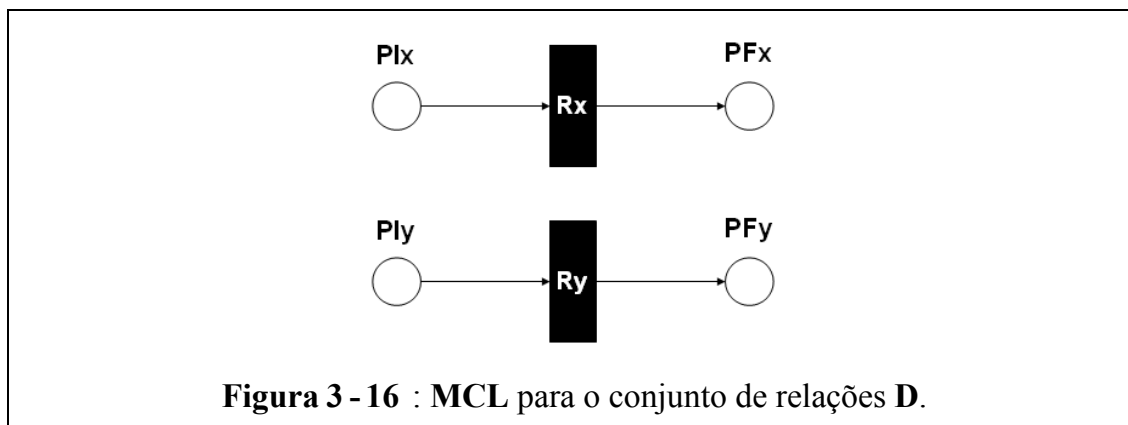 PIx PFx
Rx
PIy PFy
Ry
Figura 3 - 16 : MCL para o conjunto de relações D.